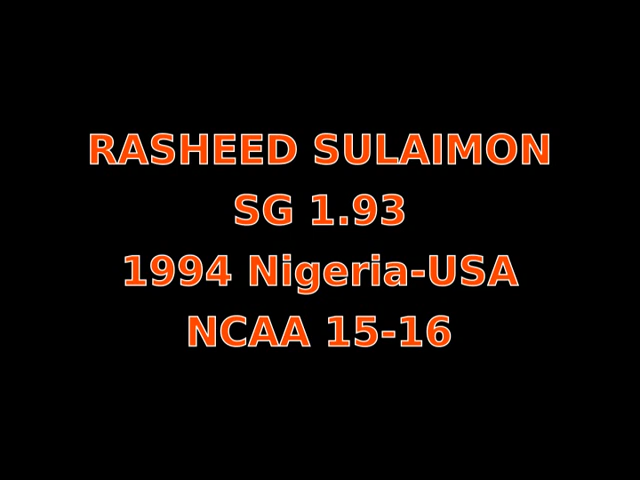 RASHEED SULAIMON
SG 1.93
1994 Nigeria-USA
NCAA 15-16